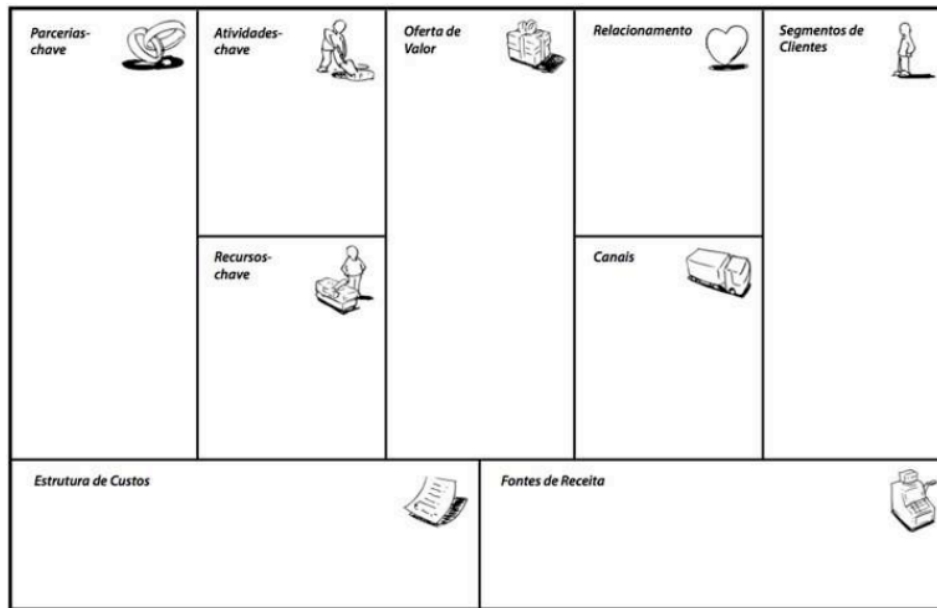 Parcerias-
chave
Atividades-
chave
Oferta de
Valor
Relacionamento
Segmentos de
Clientes
Recursos-
chave
Canais
Estrutura de Custos
Fontes de Receita